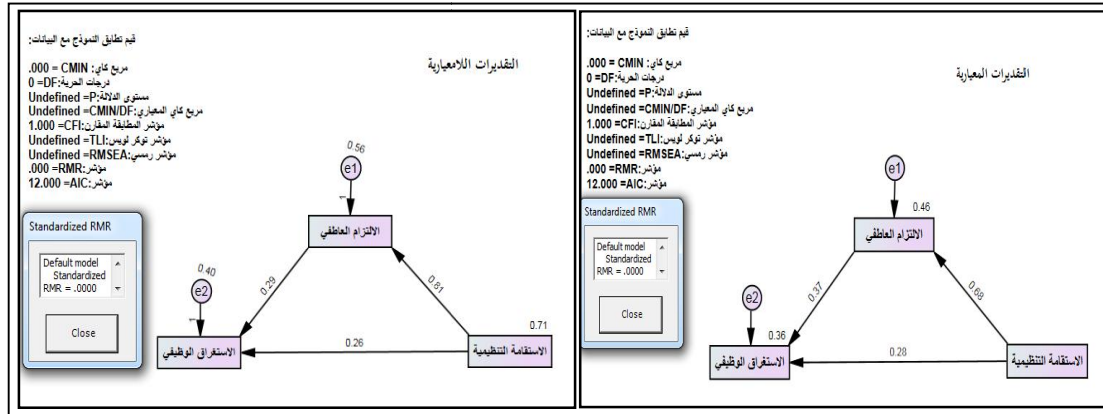 قيم تطابق النموذج مع البيانات:
التقديرات اللامعيارية
مربع كاي: CMIN = .000
درجات الحرية:DF= 0
مستوى الدلالة:P= Undefined
مربع كاي المعياري:CMIN/DF= Undefined
مؤشر المطابقة المقارن:CFI= 1.000
مؤشر توكر لويس:TLI= Undefined
مؤشر رمسي:RMSEA= Undefined
مؤشر:RMR= .000
مؤشر:AIC= 12.000
0.56
e1
1
الالتزام العاطفي
Standardized RMR
Default model
Standardized
RMR = .0000
Close
0.40
e2
1
0.29
0.81
0.71
الاستغراق الوظيفي
0.26
الاستقامة التنظيمية
قيم تطابق النموذج مع البيانات:
التقديرات المعيارية
مربع كاي: CMIN = .000
درجات الحرية:DF= 0
مستوى الدلالة:P= Undefined
مربع كاي المعياري:CMIN/DF= Undefined
مؤشر المطابقة المقارن:CFI= 1.000
مؤشر توكر لويس:TLI= Undefined
مؤشر رمسي:RMSEA= Undefined
مؤشر:RMR= .000
مؤشر:AIC= 12.000
e1
0.46
الالتزام العاطفي
Standardized RMR
Default model
Standardized
RMR = .0000
Close
e2
0.37
0.68
0.36
الاستغراق الوظيفي
0.28
الاستقامة التنظيمية